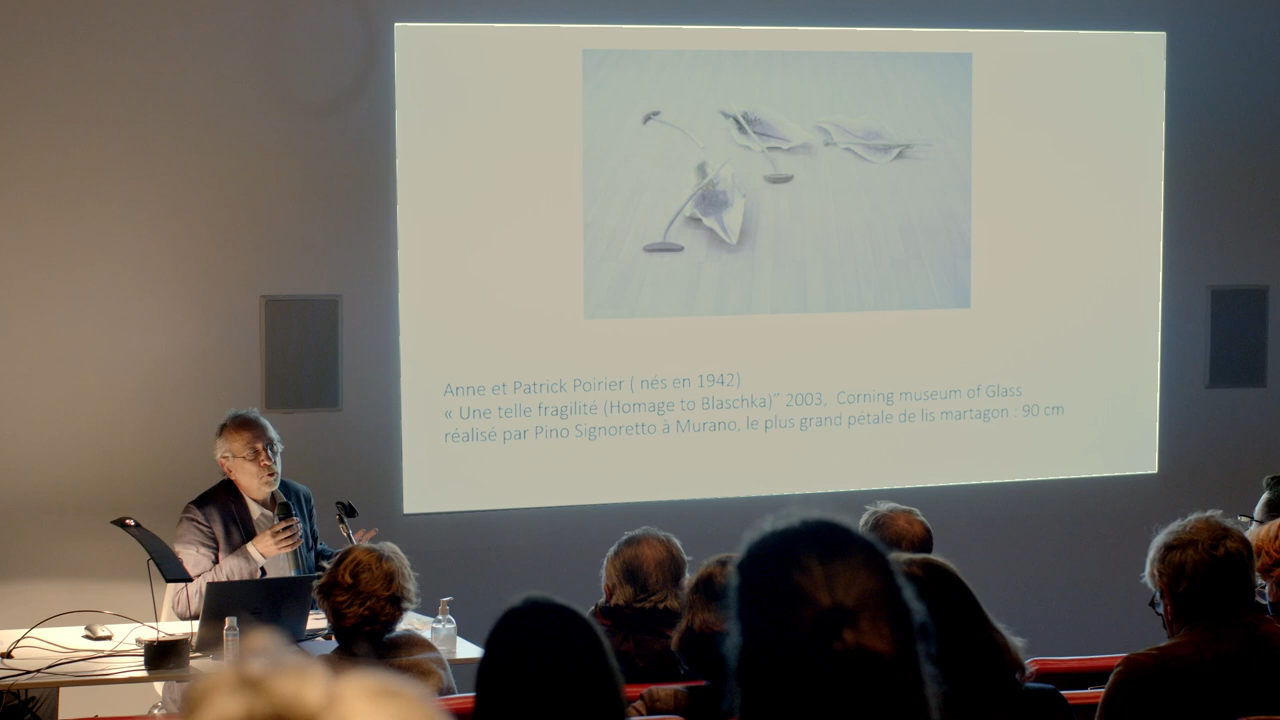 Anne et Patrick Poirier ( nés en 1942)
« Une telle fragilité (Homage to Blaschka)” 2003,  Corning museum of Glass
réalisé par Pino Signoretto à Murano, le plus grand pétale de lis martagon : 90 cm